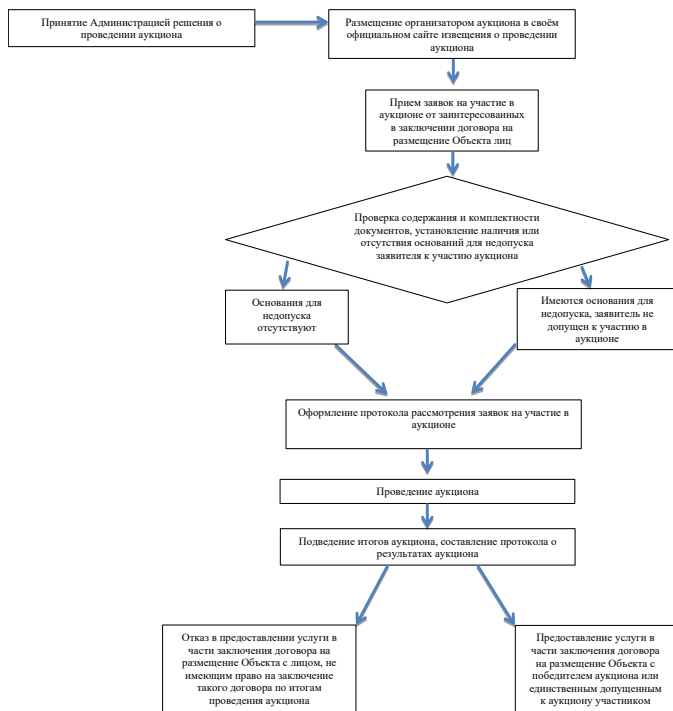 Принятие Администрацией решения о
проведении аукциона
Размещение организатором аукциона в своём
официальном сайте извещения о проведении
аукциона
Прием заявок на участие в
аукционе от заинтересованных
в заключении договора на
размещение Объекта лиц
Проверка содержания и комплектности
документов, установление наличия или
отсутствия оснований для недопуска
заявителя к участию аукциона
Основания для
недопуска
отсутствуют
Имеются основания для
недопуска, заявитель не
допущен к участию в
аукционе
Оформление протокола рассмотрения заявок на участие в
аукционе
Проведение аукциона
Подведение итогов аукциона, составление протокола о
результатах аукциона
Отказ в предоставлении услуги в
части заключения договора на
размещение Объекта с лицом, не
имеющим право на заключение
такого договора по итогам
проведения аукциона
Предоставление услуги в
части заключения договора
на размещение Объекта с
победителем аукциона или
единственным допущенным
к аукциону участником